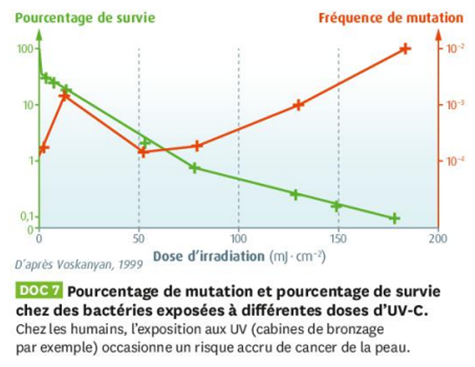 Pourcentage de survie Fréquence de mutation
100 10⁻²
10 10⁻³
1 10⁻⁴
0,1
0
0 50 100 150 200
D'après Voskanyan, 1999 Dose d'irradiation (mJ·cm⁻²)
DOC 7 Pourcentage de mutation et pourcentage de survie
chez des bactéries exposées à différentes doses d'UV-C.
Chez les humains, l'exposition aux UV (cabines de bronzage
par exemple) occasionne un risque accru de cancer de la peau.